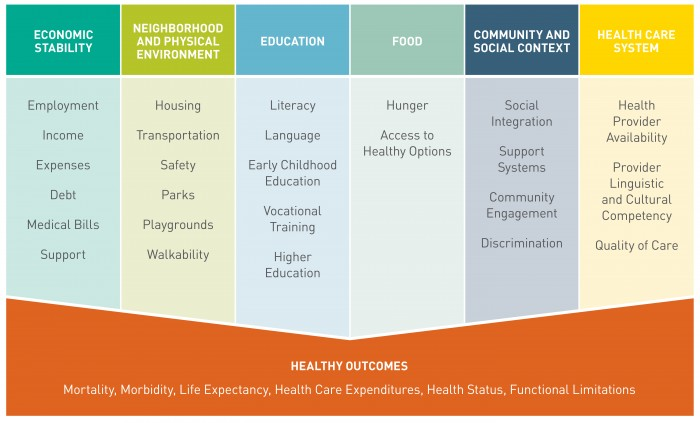 ECONOMIC
STABILITY
NEIGHBORHOOD
AND PHYSICAL
ENVIRONMENT
EDUCATION
FOOD
COMMUNITY AND
SOCIAL CONTEXT
HEALTH CARE
SYSTEM
Employment
Income
Expenses
Debt
Medical Bills
Support
Housing
Transportation
Safety
Parks
Playgrounds
Walkability
Literacy
Language
Early Childhood
Education
Vocational
Training
Higher
Education
Hunger
Access to
Healthy Options
Social
Integration
Support
Systems
Community
Engagement
Discrimination
Health
Provider
Availability
Provider
Linguistic
and Cultural
Competency
Quality of Care
HEALTHY OUTCOMES
Mortality, Morbidity, Life Expectancy, Health Care Expenditures, Health Status, Functional Limitations